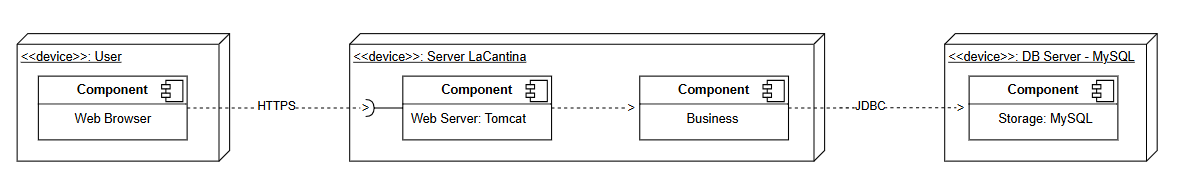 <<device>>: User
Component
Web Browser
HTTPS
<<device>>: Server LaCantina
Component
Web Server: Tomcat
Component
Business
JDBC
<<device>>: DB Server - MySQL
Component
Storage: MySQL